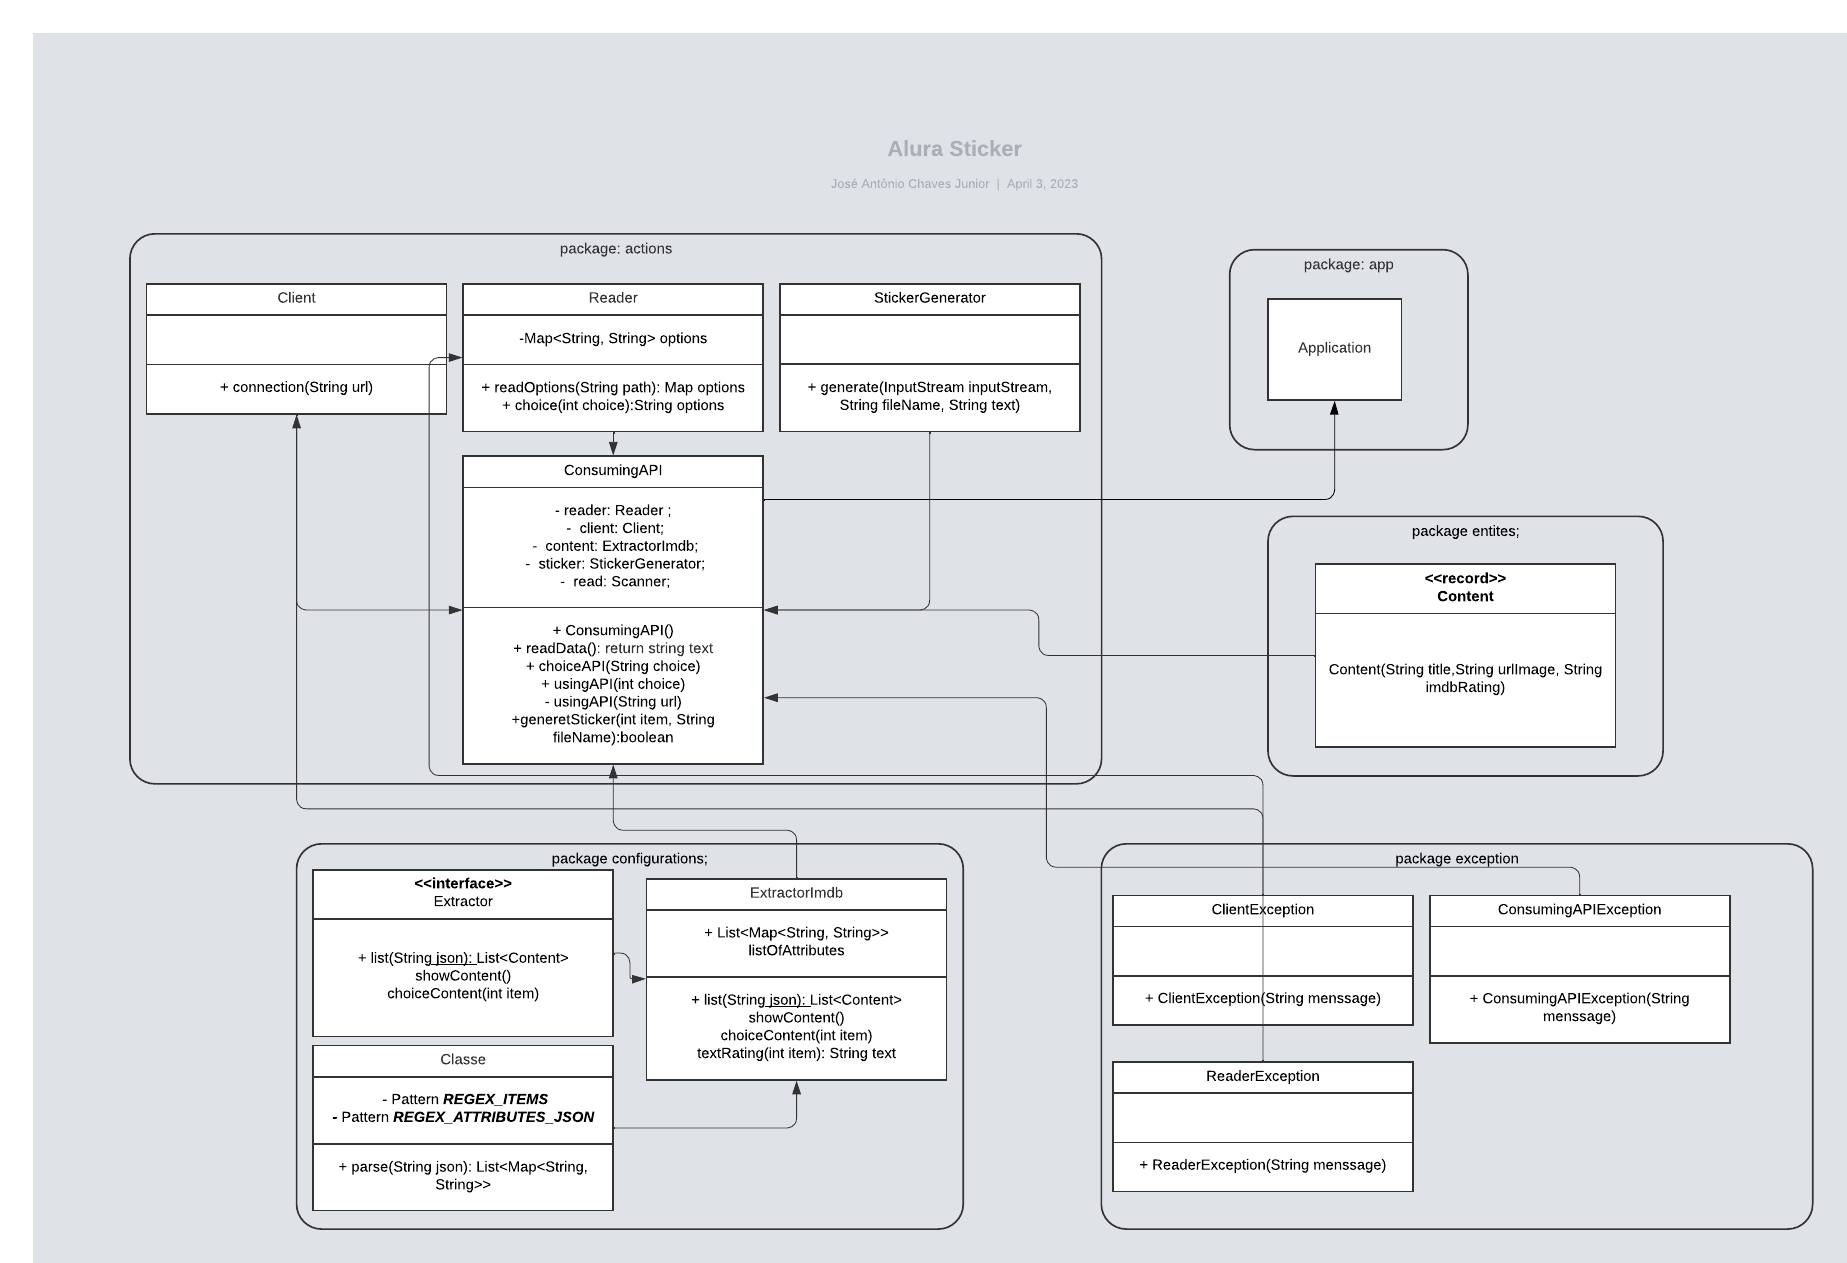 Alura Sticker
José Antônio Chaves Junior | April 3, 2023
package: actions
Client
+ connection(String url)
Reader
-Map<String, String> options
+ readOptions(String path): Map options
+ choice(int choice):String options
StickerGenerator
+ generate(InputStream inputStream,
String fileName, String text)
ConsumingAPI
- reader: Reader ;
- client: Client;
- content: ExtractorImdb;
- sticker: StickerGenerator;
- read: Scanner;
+ ConsumingAPI()
+ readData(): return string text
+ choiceAPI(String choice)
+ usingAPI(int choice)
- usingAPI(String url)
+generetSticker(int item, String
fileName):boolean
package: app
Application
package entites;
<<record>>
Content
Content(String title,String urlImage, String
imdbRating)
package configurations;
<<interface>>
Extractor
+ list(String json): List<Content>
showContent()
choiceContent(int item)
ExtractorImdb
+ List<Map<String, String>>
listOfAttributes
+ list(String json): List<Content>
showContent()
choiceContent(int item)
textRating(int item): String text
Classe
- Pattern REGEX_ITEMS
- Pattern REGEX_ATTRIBUTES_JSON
+ parse(String json): List<Map<String,
String>>
package exception
ClientException
+ ClientException(String menssage)
ConsumingAPIException
+ ConsumingAPIException(String
menssage)
ReaderException
+ ReaderException(String menssage)